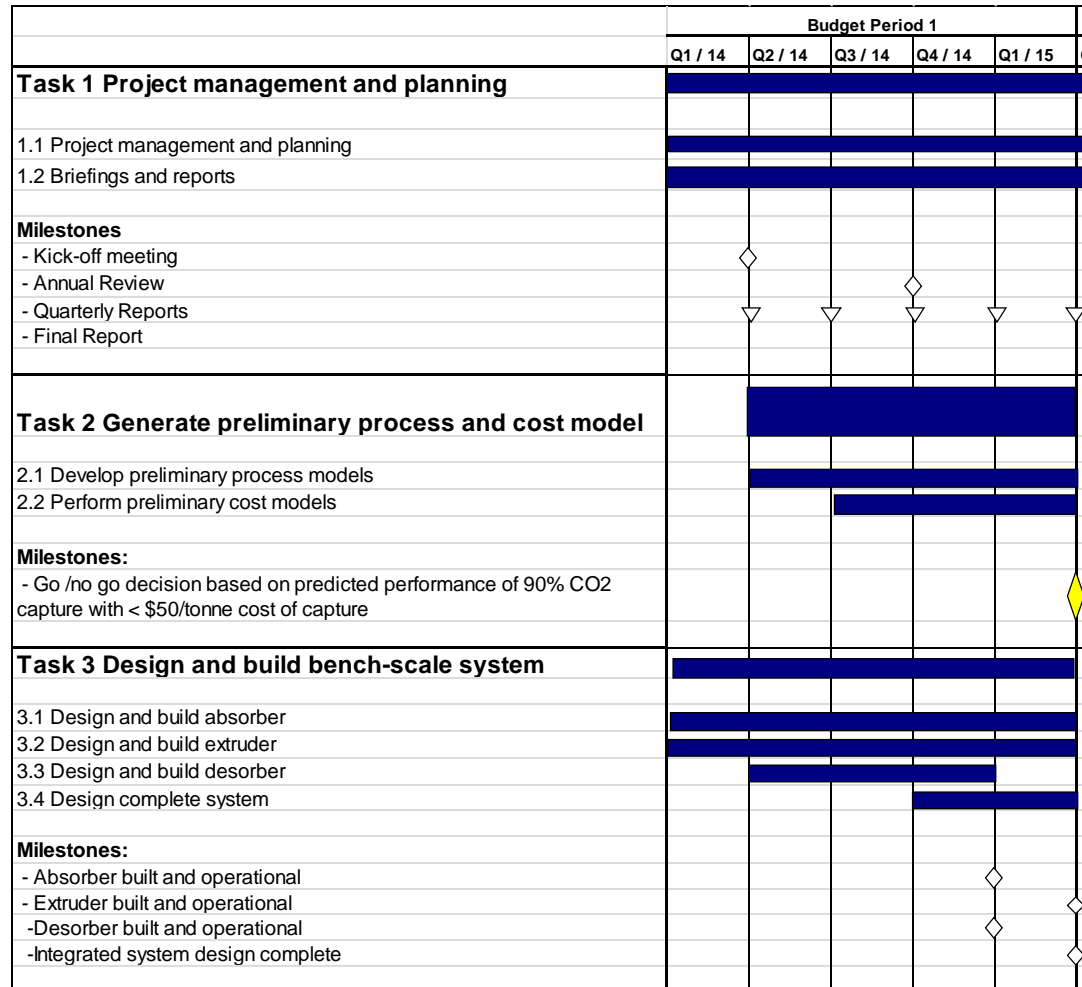 Budget Period 1
Q1 / 14 Q2 / 14 Q3 / 14 Q4 / 14 Q1 / 15
Task 1 Project management and planning
1.1 Project management and planning
1.2 Briefings and reports
Milestones
- Kick-off meeting
- Annual Review
- Quarterly Reports
- Final Report
Task 2 Generate preliminary process and cost model
2.1 Develop preliminary process models
2.2 Perform preliminary cost models
Milestones:
- Go /no go decision based on predicted performance of 90% CO2
capture with < $50/tonne cost of capture
Task 3 Design and build bench-scale system
3.1 Design and build absorber
3.2 Design and build extruder
3.3 Design and build desorber
3.4 Design complete system
Milestones:
- Absorber built and operational
- Extruder built and operational
-Desorber built and operational
-Integrated system design complete